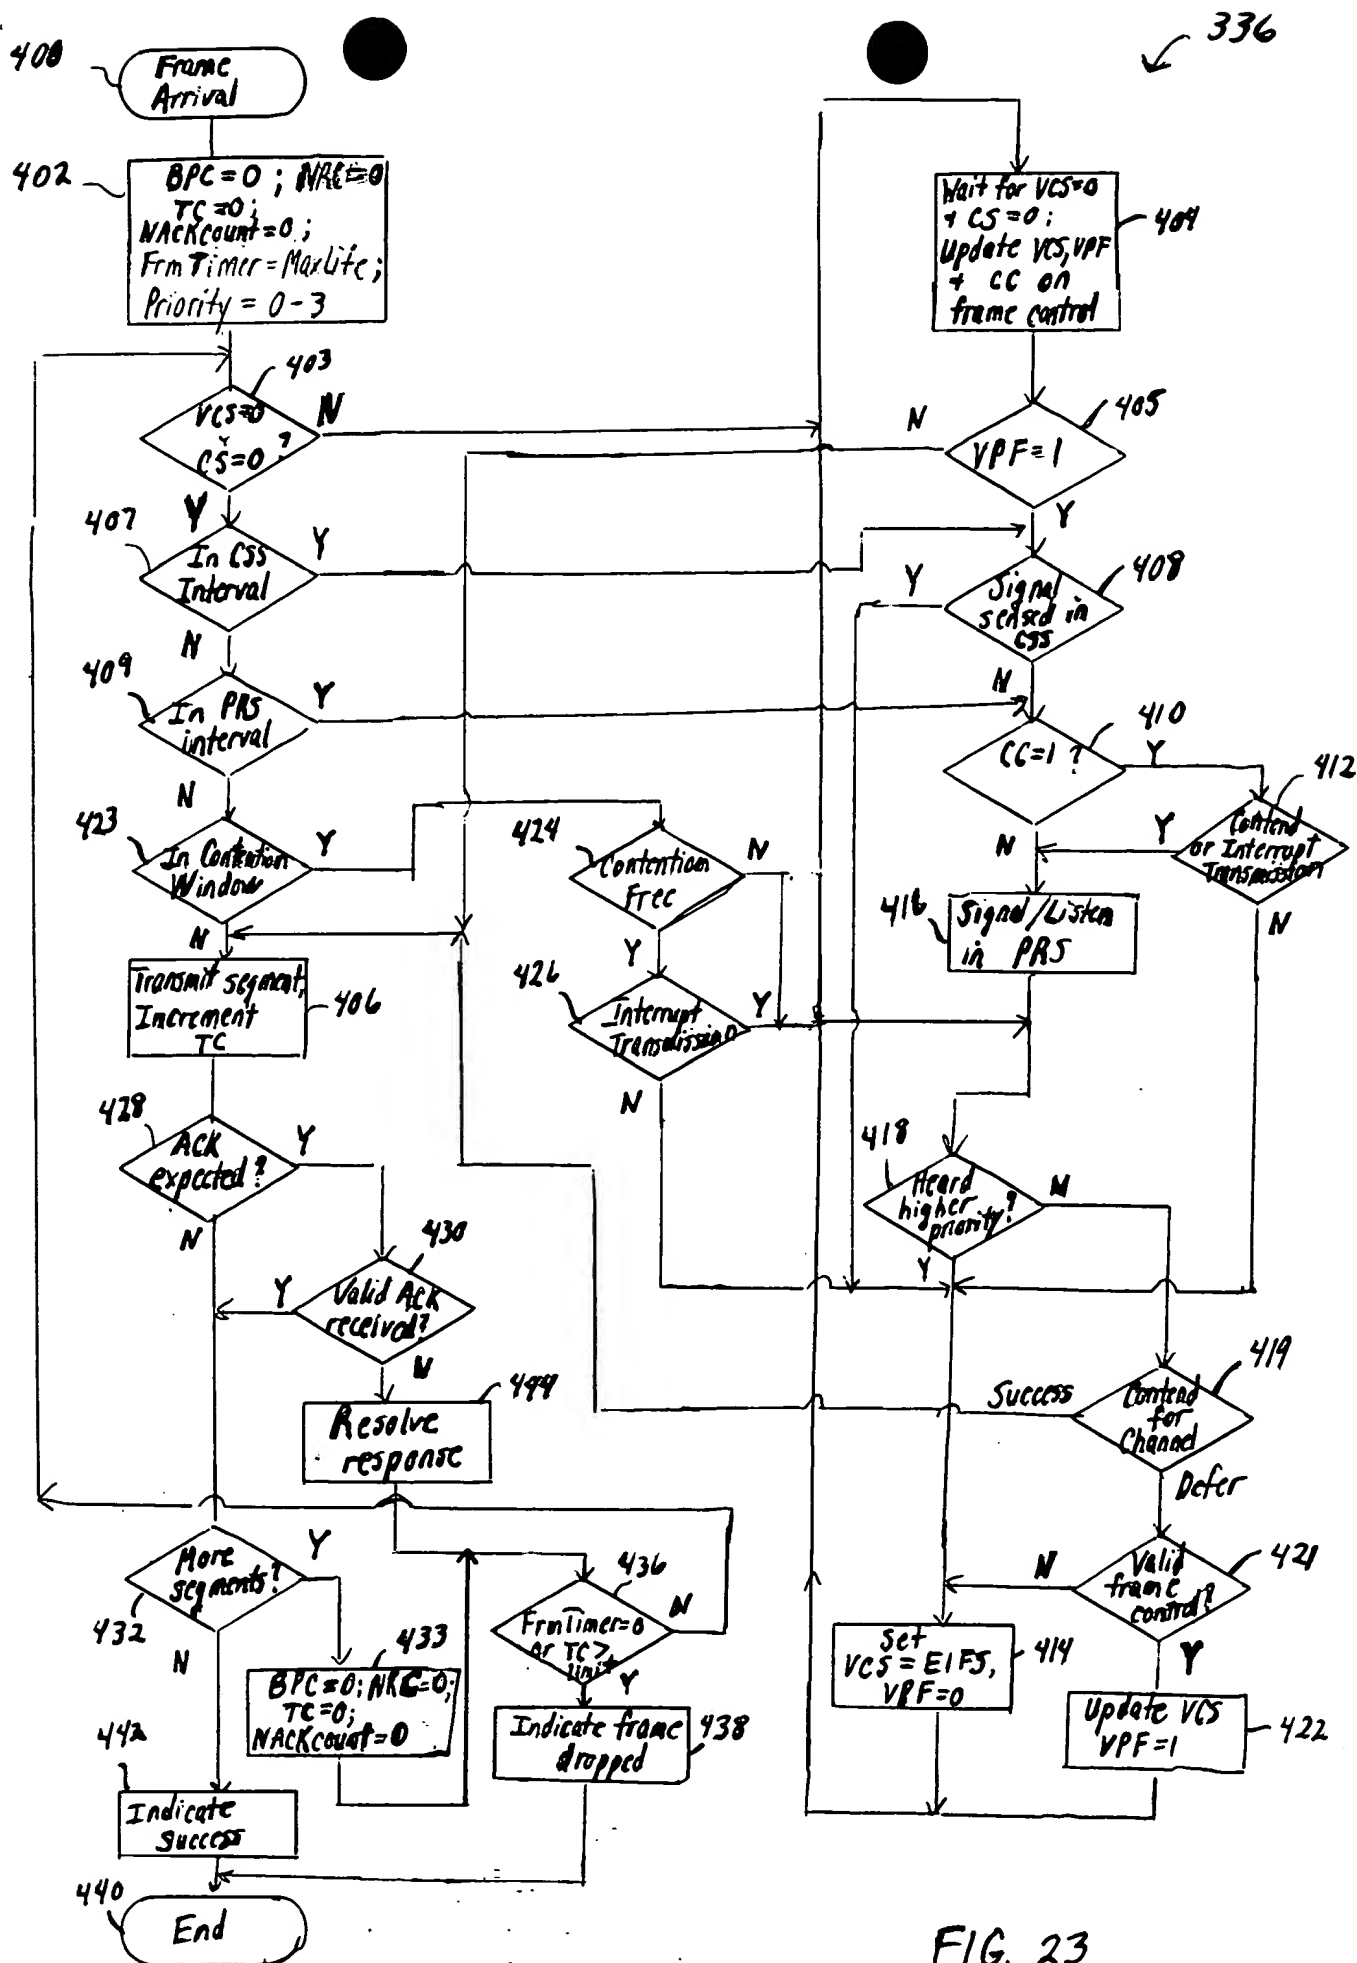 400
Frame
Arrival
336
402
BPC=0 ; NRC=0
TC=0;
NAckcount=0;
Frm Timer=Maxlife;
Priority = 0-3
Wait for VCS=0
+ CS=0;
Update VCS, VPF
+ CC on
frame control
404
403
VCS=0
CS=0 ?
N
Y
405
VPF=1
N
Y
407
In CSS
Interval
Y
N
408
Signal
sensed in
CSS
Y
N
409
In PRS
interval
Y
N
410
CC=1 ?
Y
N
412
Contend
or Interrupt
Transmission
Y
N
423
In Contention
Window
Y
N
424
Contention
Free
N
Y
416
Signal/Listen
in PRS
Transmit segment,
Increment
TC
406
426
Interrupt
Transmission
Y
N
428
ACK
expected?
Y
N
418
Heard
higher
priority?
N
Y
430
Valid Ack
received?
Y
N
444
Resolve
response
419
Contend
for
Channel
Success
Defer
More
segments?
432
Y
N
436
FrmTimer=0
or TC >
limit
N
Y
421
Valid
frame
control?
N
Y
433
BPC=0; NRC=0;
TC=0;
NACKcount=0
Set
VCS = EIFS,
VPF=0
414
Indicate frame
dropped
438
Update VCS
VPF=1
422
442
Indicate
success
440
End
FIG. 23